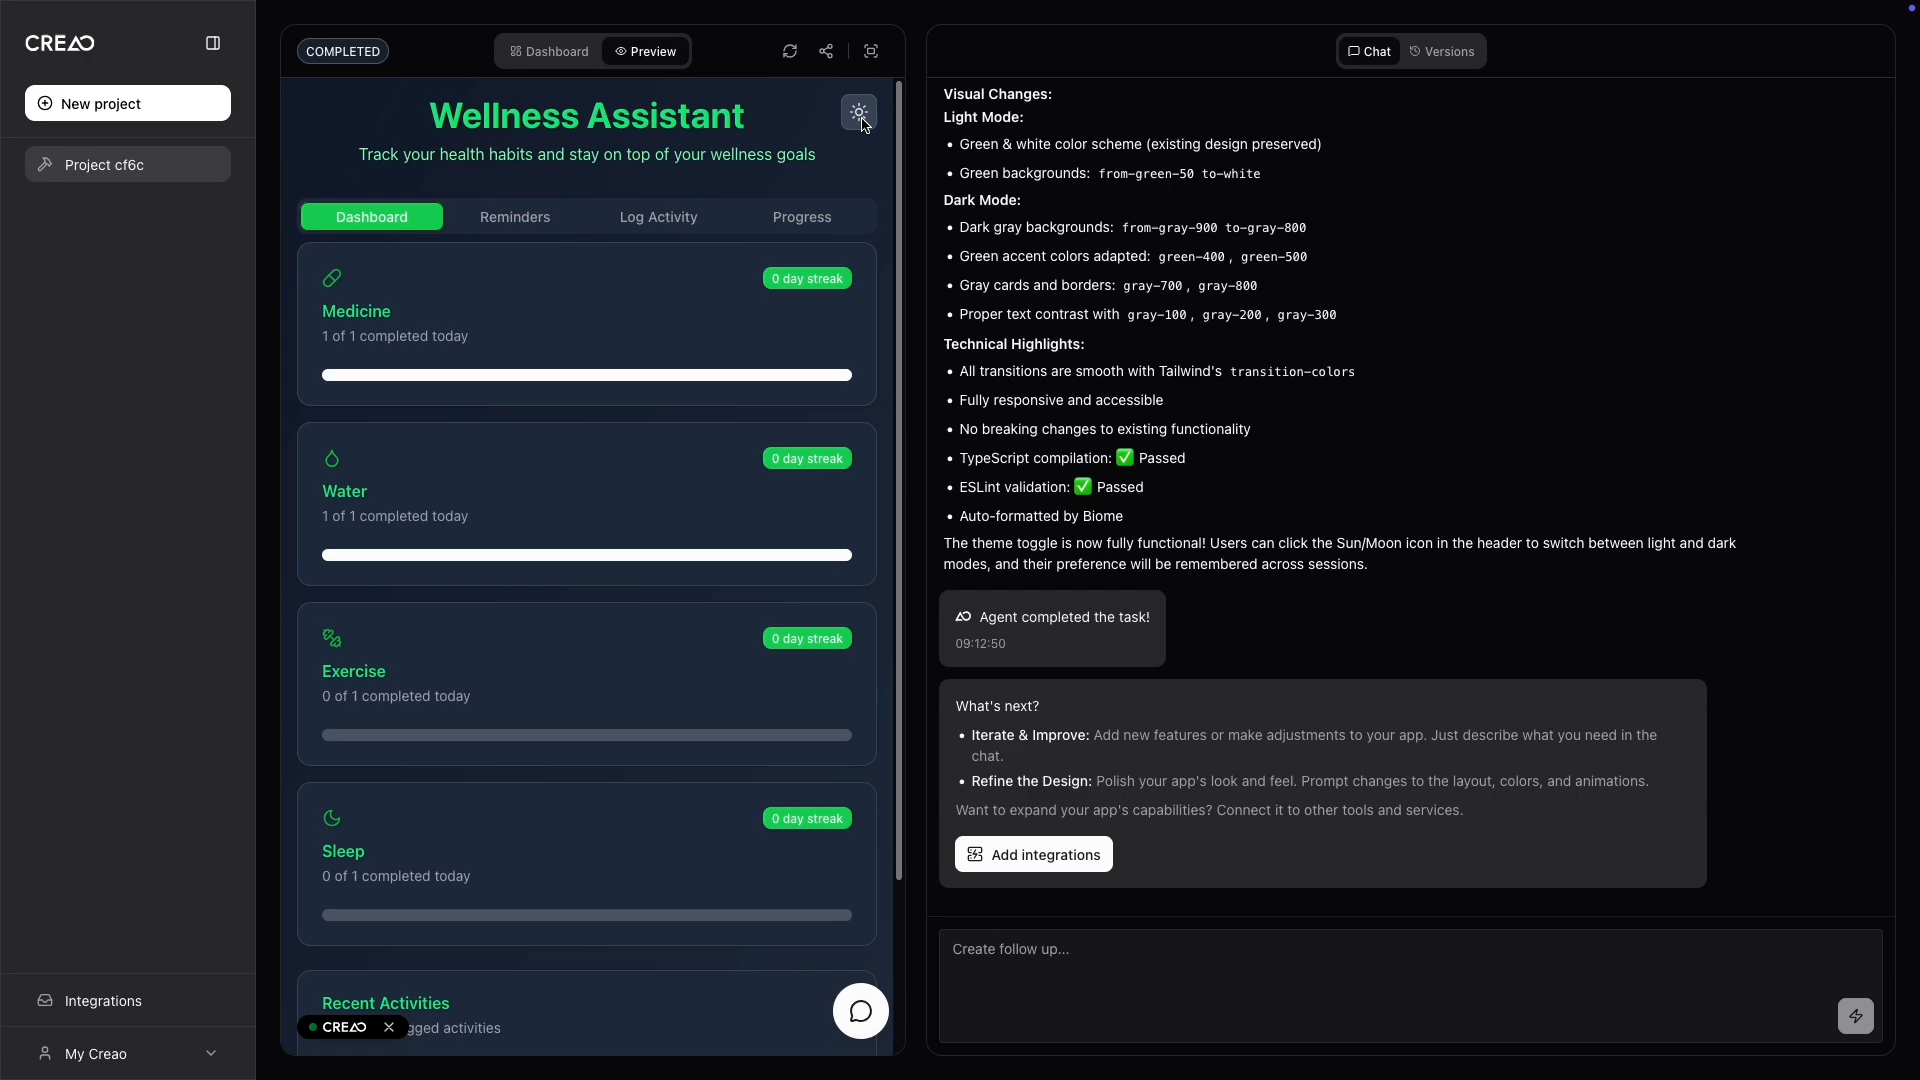 CREAO
New project
Project cf6c
Integrations
My Creao
COMPLETED
Dashboard
Preview
Wellness Assistant
Track your health habits and stay on top of your wellness goals
Dashboard
Reminders
Log Activity
Progress
0 day streak
Medicine
1 of 1 completed today
0 day streak
Water
1 of 1 completed today
0 day streak
Exercise
0 of 1 completed today
0 day streak
Sleep
0 of 1 completed today
Recent Activities
CREAO
gged activities
Chat
Versions
Visual Changes:
Light Mode:
• Green & white color scheme (existing design preserved)
• Green backgrounds: from-green-50 to-white
Dark Mode:
• Dark gray backgrounds: from-gray-900 to-gray-800
• Green accent colors adapted: green-400, green-500
• Gray cards and borders: gray-700, gray-800
• Proper text contrast with gray-100, gray-200, gray-300
Technical Highlights:
• All transitions are smooth with Tailwind's transition-colors
• Fully responsive and accessible
• No breaking changes to existing functionality
• TypeScript compilation: ✅ Passed
• ESLint validation: ✅ Passed
• Auto-formatted by Biome
The theme toggle is now fully functional! Users can click the Sun/Moon icon in the header to switch between light and dark
modes, and their preference will be remembered across sessions.
Agent completed the task!
09:12:50
What's next?
• Iterate & Improve: Add new features or make adjustments to your app. Just describe what you need in the
chat.
• Refine the Design: Polish your app's look and feel. Prompt changes to the layout, colors, and animations.
Want to expand your app's capabilities? Connect it to other tools and services.
Add integrations
Create follow up...